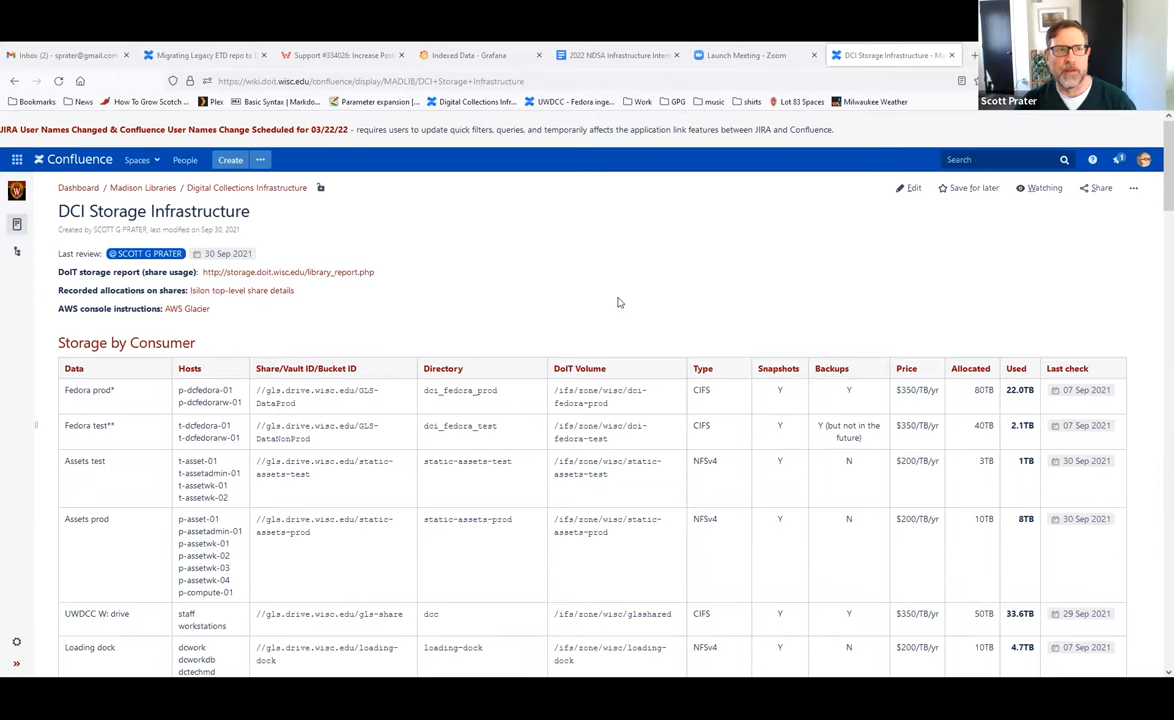 Inbox (2) - sprater@gmail.com
Migrating Legacy ETD repo to D
Support #334026: Increase Post
Indexed Data - Grafana
2022 NDSA Infrastructure Inter
Launch Meeting - Zoom
DCI Storage Infrastructure - Ma
https://wiki.doit.wisc.edu/confluence/display/MADLIB/DCI+Storage+Infrastructure
Bookmarks
News
How To Grow Scotch ...
Plex
Basic Syntax | Markdo...
Parameter expansion [...
Digital Collections Infr...
UWDCC - Fedora inge...
Work
GPG
music
shirts
Lot 83 Spaces
Milwaukee Weather
Scott Prater
JIRA User Names Changed & Confluence User Names Change Scheduled for 03/22/22 - requires users to update quick filters, queries, and temporarily affects the application link features between JIRA and Confluence.
Confluence Spaces People Create ... Search 1
Dashboard / Madison Libraries / Digital Collections Infrastructure
Edit Save for later Watching Share ...
DCI Storage Infrastructure
Created by SCOTT G PRATER, last modified on Sep 30, 2021
Last review: @SCOTT G PRATER 30 Sep 2021
DoIT storage report (share usage): http://storage.doit.wisc.edu/library_report.php
Recorded allocations on shares: Isilon top-level share details
AWS console instructions: AWS Glacier
Storage by Consumer
Data Hosts Share/Vault ID/Bucket ID Directory DoIT Volume Type Snapshots Backups Price Allocated Used Last check
Fedora prod* p-dcfedora-01 //gls.drive.wisc.edu/GLS- dci_fedora_prod /ifs/zone/wisc/dci- CIFS Y Y $350/TB/yr 80TB 22.0TB 07 Sep 2021
p-dcfedorarw-01 DataProd fedora-prod
Fedora test** t-dcfedora-01 //gls.drive.wisc.edu/GLS- dci_fedora_test /ifs/zone/wisc/dci- CIFS Y Y (but not in the $350/TB/yr 40TB 2.1TB 07 Sep 2021
t-dcfedorarw-01 DataNonProd fedora-test future)
Assets test t-asset-01 //gls.drive.wisc.edu/static- static-assets-test /ifs/zone/wisc/static- NFSv4 Y N $200/TB/yr 3TB 1TB 30 Sep 2021
t-assetadmin-01 assets-test assets-test
t-assetwk-01
t-assetwk-02
Assets prod p-asset-01 //gls.drive.wisc.edu/static- static-assets-prod /ifs/zone/wisc/static- NFSv4 Y N $200/TB/yr 10TB 8TB 30 Sep 2021
p-assetadmin-01 assets-prod assets-prod
p-assetwk-01
p-assetwk-02
p-assetwk-03
p-assetwk-04
p-compute-01
UWDCC W: drive staff //gls.drive.wisc.edu/gls-share dcc /ifs/zone/wisc/glsshared CIFS Y Y $350/TB/yr 50TB 33.6TB 29 Sep 2021
workstations
Loading dock dcwork //gls.drive.wisc.edu/loading- loading-dock /ifs/zone/wisc/loading- NFSv4 Y N $200/TB/yr 10TB 4.7TB 07 Sep 2021
dcworkdb dock dock
dctechmd